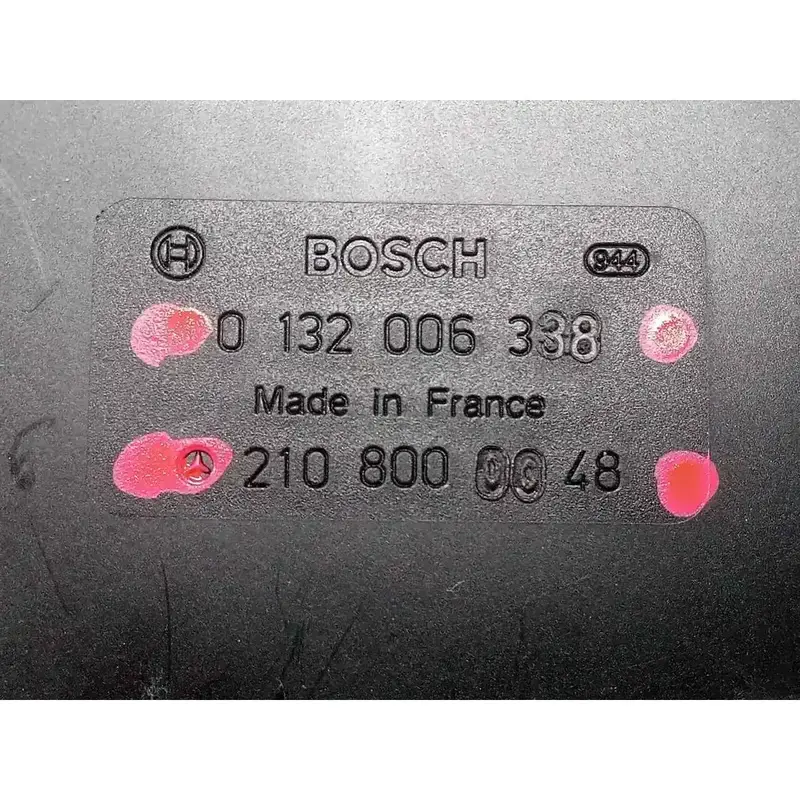 BOSCH 944
0 132 006 338
Made in France
210 800 00 48